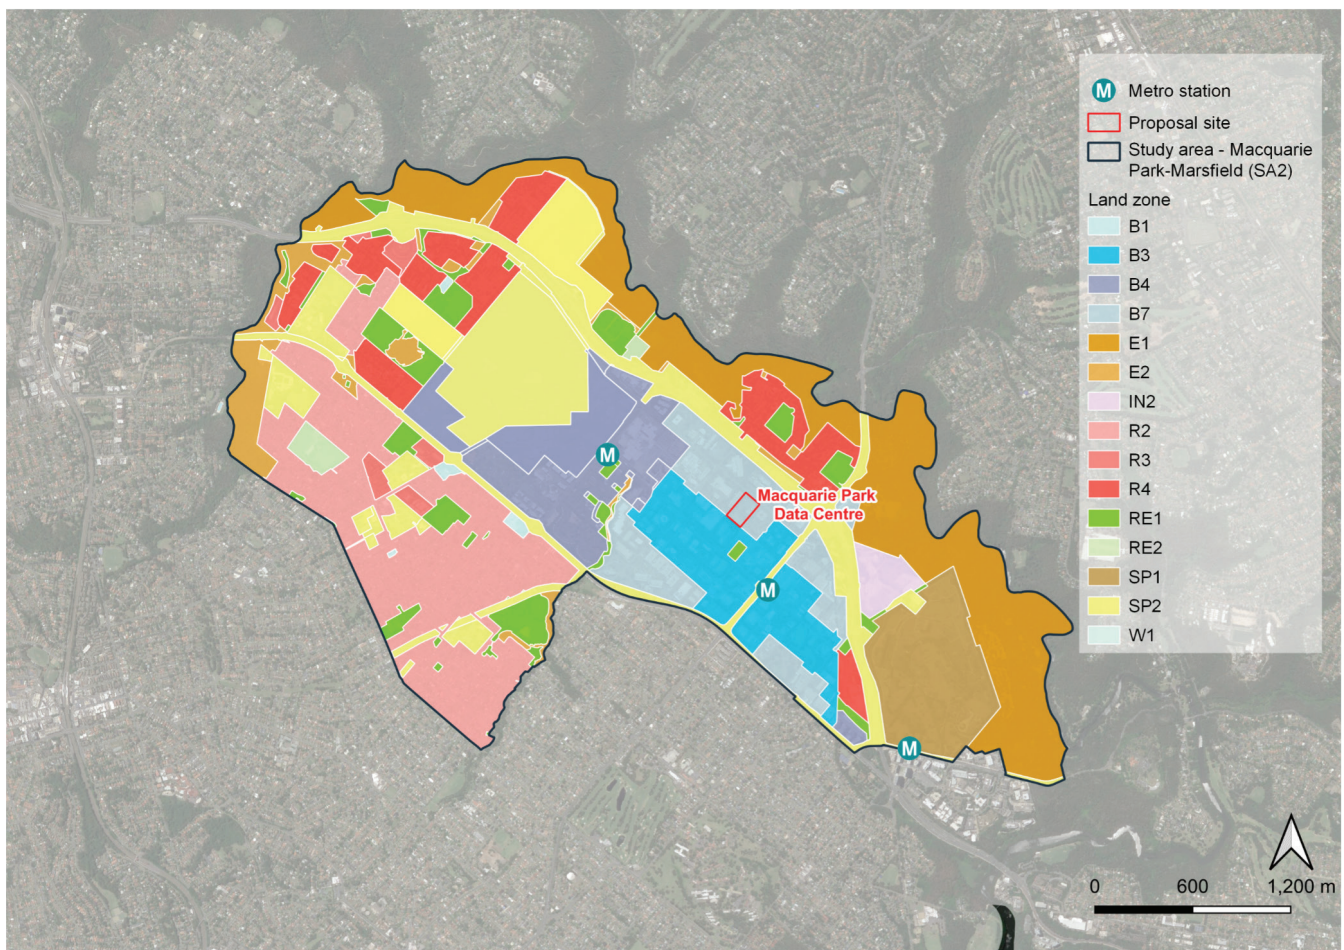 M Metro station
Proposal site
Study area - Macquarie
Park-Marsfield (SA2)
Land zone
B1
B3
B4
B7
E1
E2
IN2
R2
R3
R4
RE1
RE2
SP1
SP2
W1
M
Macquarie Park
Data Centre
M
M
0 600 1,200 m